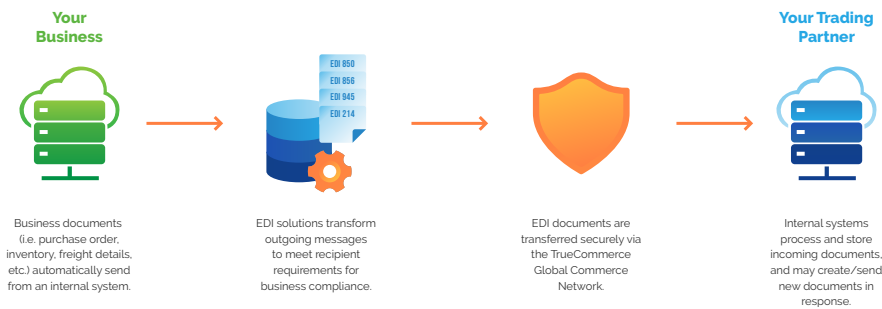 Your
Business
Your Trading
Partner
EDI 850
EDI 856
EDI 945
EDI 214
Business documents
(i.e. purchase order,
inventory, freight details,
etc.) automatically send
from an internal system.
EDI solutions transform
outgoing messages
to meet recipient
requirements for
business compliance.
EDI documents are
transferred securely via
the TrueCommerce
Global Commerce
Network.
Internal systems
process and store
incoming documents,
and may create/send
new documents in
response.